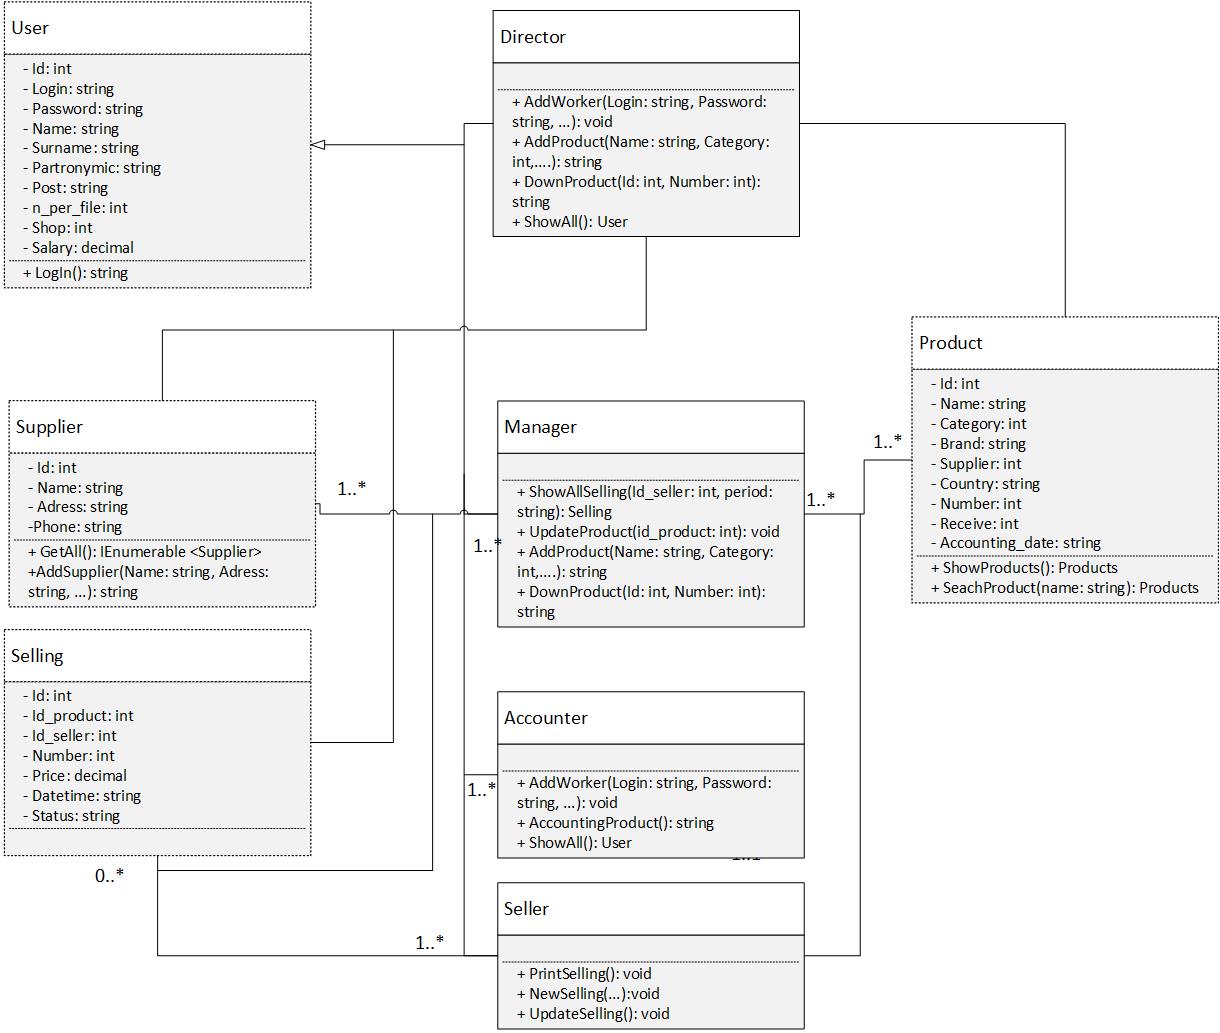 User
- Id: int
- Login: string
- Password: string
- Name: string
- Surname: string
- Partronymic: string
- Post: string
- n_per_file: int
- Shop: int
- Salary: decimal
+ LogIn(): string
Director
+ AddWorker(Login: string, Password:
string, ...): void
+ AddProduct(Name: string, Category:
int,....): string
+ DownProduct(Id: int, Number: int):
string
+ ShowAll(): User
Product
- Id: int
- Name: string
- Category: int
- Brand: string
- Supplier: int
- Country: string
- Number: int
- Receive: int
- Accounting_date: string
+ ShowProducts(): Products
+ SeachProduct(name: string): Products
Supplier
- Id: int
- Name: string
- Adress: string
-Phone: string
+ GetAll(): IEnumerable <Supplier>
+AddSupplier(Name: string, Adress:
string, ...): string
1..*
Manager
+ ShowAllSelling(Id_seller: int, period:
string): Selling
+ UpdateProduct(id_product: int): void
+ AddProduct(Name: string, Category:
int,....): string
+ DownProduct(Id: int, Number: int):
string
1..*
1..*
1..*
Selling
- Id: int
- Id_product: int
- Id_seller: int
- Number: int
- Price: decimal
- Datetime: string
- Status: string
0..*
Accounter
+ AddWorker(Login: string, Password:
string, ...): void
+ AccountingProduct(): string
+ ShowAll(): User
1..*
Seller
+ PrintSelling(): void
+ NewSelling(...):void
+ UpdateSelling(): void
1..*